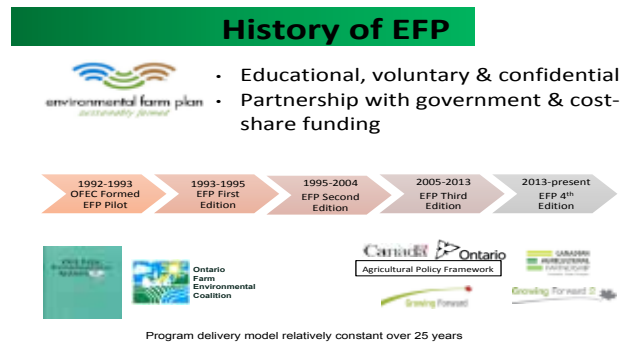 History of EFP
environmental farm plan
sustainably farmed
• Educational, voluntary & confidential
• Partnership with government & cost-
share funding
1992-1993
OFEC Formed
EFP Pilot
1993-1995
EFP First
Edition
1995-2004
EFP Second
Edition
2005-2013
EFP Third
Edition
2013-present
EFP 4th
Edition
Ontario
Farm
Environmental
Coalition
Canada
Ontario
Agricultural Policy Framework
Growing Forward
CANADIAN
AGRICULTURAL
PARTNERSHIP
Growing Forward 2
Program delivery model relatively constant over 25 years